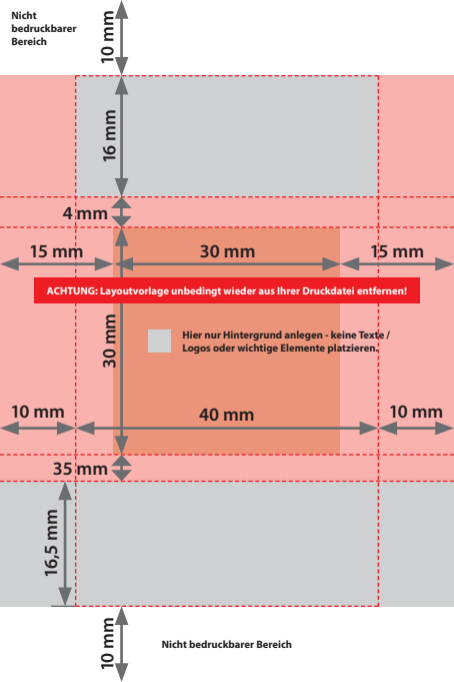 Nicht
bedruckbarer
Bereich
10 mm
16 mm
4 mm
15 mm
30 mm
15 mm
ACHTUNG: Layoutvorlage unbedingt wieder aus Ihrer Druckdatei entfernen!
30 mm
Hier nur Hintergrund anlegen - keine Texte /
Logos oder wichtige Elemente platzieren.
10 mm
40 mm
10 mm
35 mm
16,5 mm
10 mm
Nicht bedruckbarer Bereich